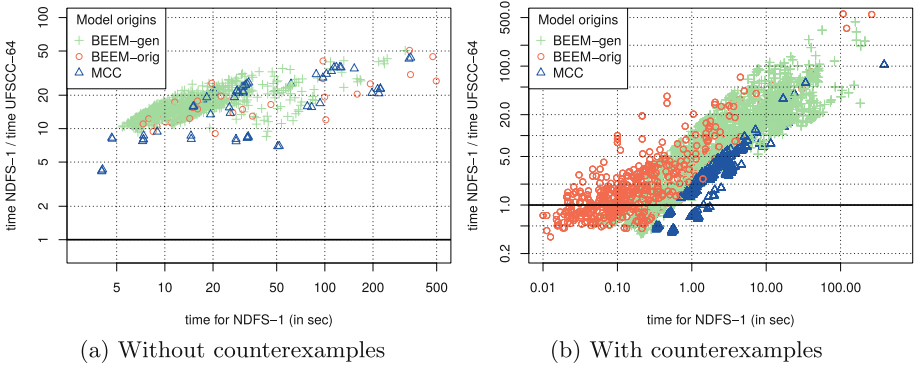 time NDFS−1 / time UFSCC−64
100
50
20
10
5
2
1
Model origins
BEEM−gen
BEEM−orig
MCC
5
10
20
50
100
200
500
time for NDFS−1 (in sec)
(a) Without counterexamples
time NDFS−1 / time UFSCC−64
500.0
100.0
20.0
5.0
1.0
0.2
Model origins
BEEM−gen
BEEM−orig
MCC
0.01
0.10
1.00
10.00
100.00
time for NDFS−1 (in sec)
(b) With counterexamples